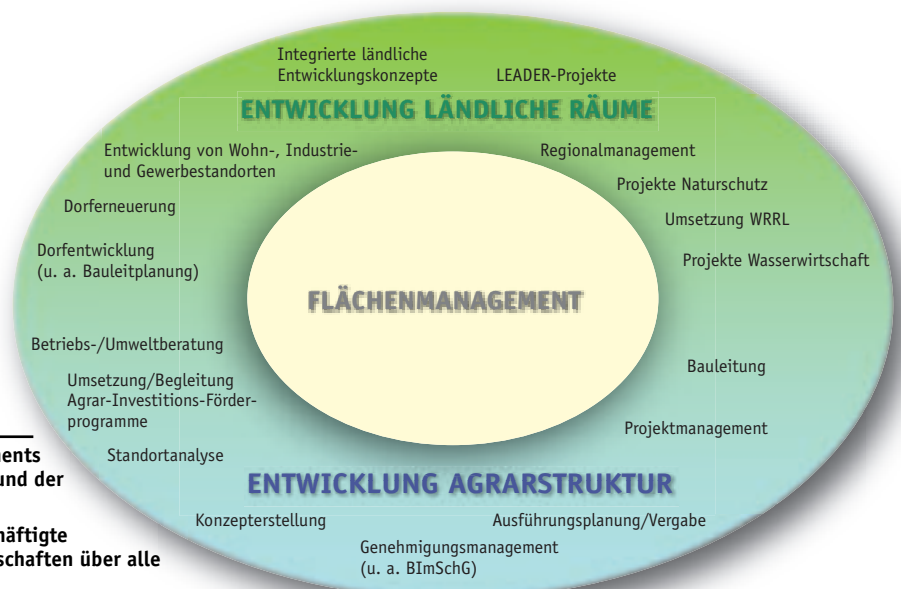 Integrierte ländliche
Entwicklungskonzepte
LEADER-Projekte
ENTWICKLUNG LÄNDLICHE RÄUME
Entwicklung von Wohn-, Industrie-
und Gewerbestandorten
Regionalmanagement
Projekte Naturschutz
Dorferneuerung
Umsetzung WRRL
Dorfentwicklung
(u. a. Bauleitplanung)
Projekte Wasserwirtschaft
FLÄCHENMANAGEMENT
Betriebs-/Umweltberatung
Bauleitung
Umsetzung/Begleitung
Agrar-Investitions-Förder-
programme
Projektmanagement
Standortanalyse
ENTWICKLUNG AGRARSTRUKTUR
Konzepterstellung
Ausführungsplanung/Vergabe
Genehmigungsmanagement
(u. a. BImSchG)
ments
und der
häftigte
schaften über alle